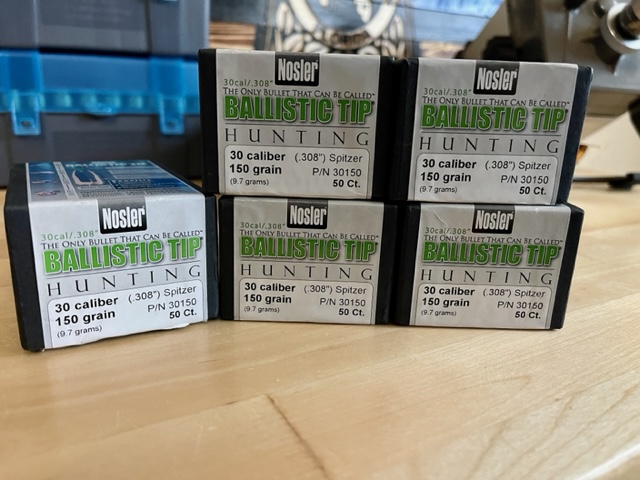 Nosler
30cal/.308"
THE ONLY BULLET THAT CAN BE CALLED™
BALLISTIC TIP®
HUNTING
30 caliber (.308") Spitzer
150 grain P/N 30150
(9.7 grams) 50 Ct.
Nosler
30cal/.308"
THE ONLY BULLET THAT CAN BE CALLED™
BALLISTIC TIP®
HUNTING
30 caliber (.308") Spitzer
150 grain P/N 30150
(9.7 grams) 50 Ct.
Nosler
30cal/.308"
THE ONLY BULLET THAT CAN BE CALLED™
BALLISTIC TIP®
HUNTING
30 caliber (.308") Spitzer
150 grain P/N 30150
(9.7 grams) 50 Ct.
Nosler
30cal/.308"
THE ONLY BULLET THAT CAN BE CALLED™
BALLISTIC TIP®
HUNTING
30 caliber (.308") Spitzer
150 grain P/N 30150
(9.7 grams) 50 Ct.
Nosler
30cal/.308"
THE ONLY BULLET THAT CAN BE CALLED™
BALLISTIC TIP®
HUNTING
30 caliber (.308") Spitzer
150 grain P/N 30150
(9.7 grams) 50 Ct.